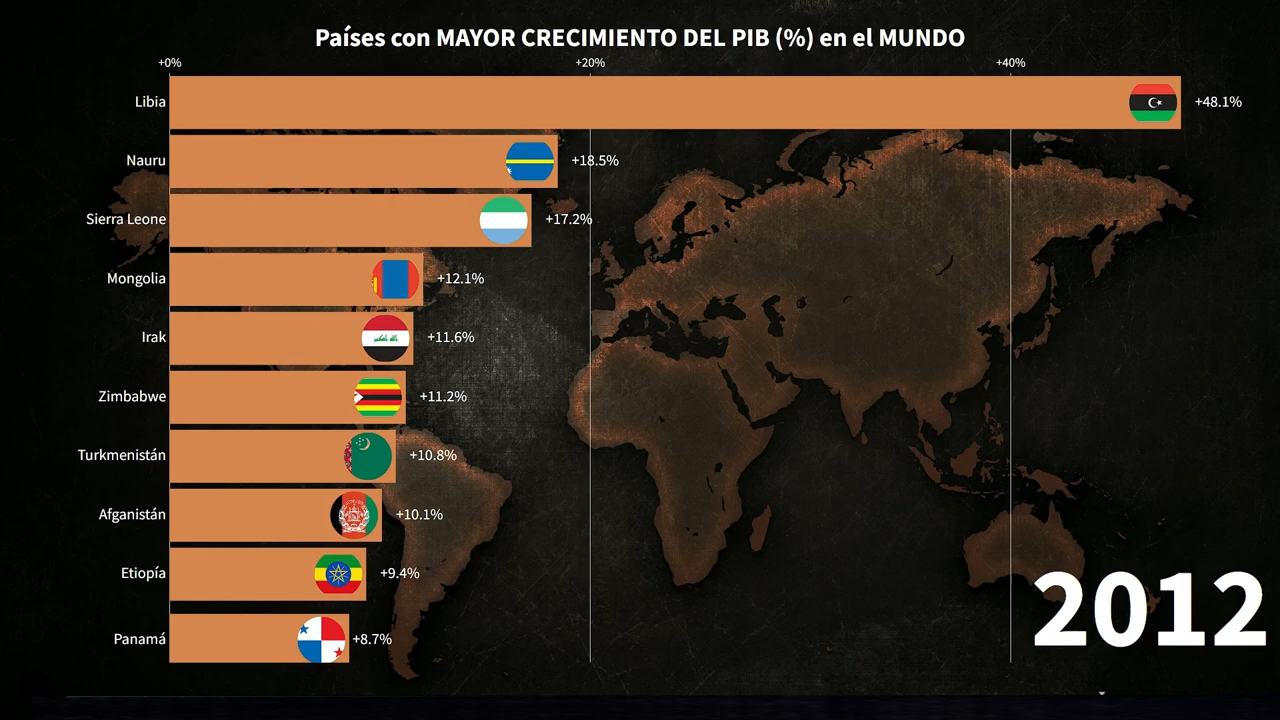 Países con MAYOR CRECIMIENTO DEL PIB (%) en el MUNDO
+0% +20% +40%
Libia +48.1%
Nauru +18.5%
Sierra Leone +17.2%
Mongolia +12.1%
Irak +11.6%
Zimbabwe +11.2%
Turkmenistán +10.8%
Afganistán +10.1%
Etiopía +9.4%
Panamá +8.7%
2012